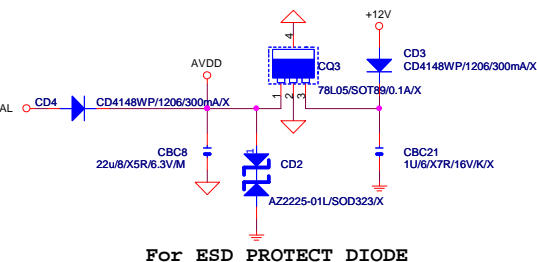 +12V
4
CD3
CD4148WP/1206/300mA/X
AVDD
CQ3
78L05/SOT89/0.1A/X
AL
CD4
CD4148WP/1206/300mA/X
1
2
3
CBC8
22u/8/X5R/6.3V/M
1
CD2
CBC21
1U/6/X7R/16V/K/X
AZ2225-01L/SOD323/X
For ESD PROTECT DIODE